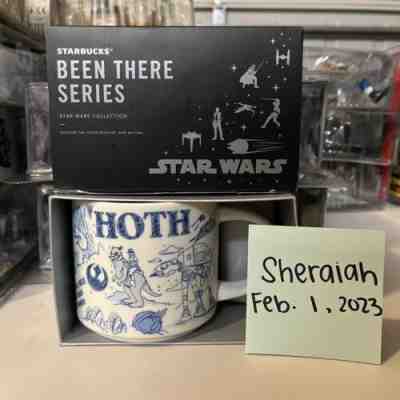 STARBUCKS®
BEEN THERE
SERIES
STAR WARS COLLECTION
STAR WARS
HOTH
Sheraiah
Feb. 1, 2023